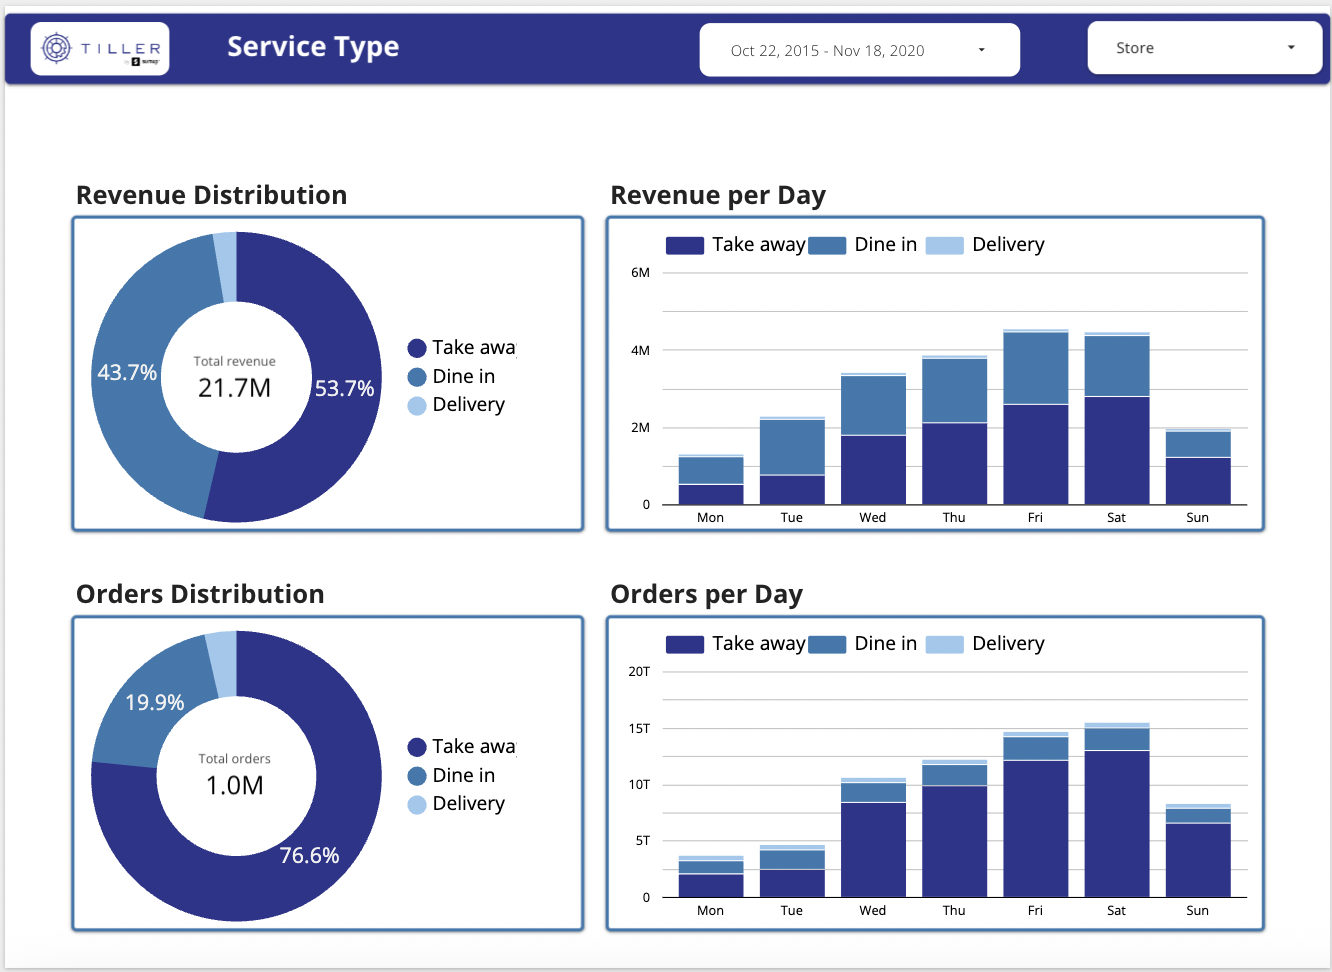 TILLER
by sumup
Service Type
Oct 22, 2015 - Nov 18, 2020
Store
Revenue Distribution
43.7%
Total revenue
21.7M
53.7%
Take awa
Dine in
Delivery
Revenue per Day
Take away Dine in Delivery
6M
4M
2M
0
Mon Tue Wed Thu Fri Sat Sun
Orders Distribution
19.9%
Total orders
1.0M
76.6%
Take awa
Dine in
Delivery
Orders per Day
Take away Dine in Delivery
20T
15T
10T
5T
0
Mon Tue Wed Thu Fri Sat Sun